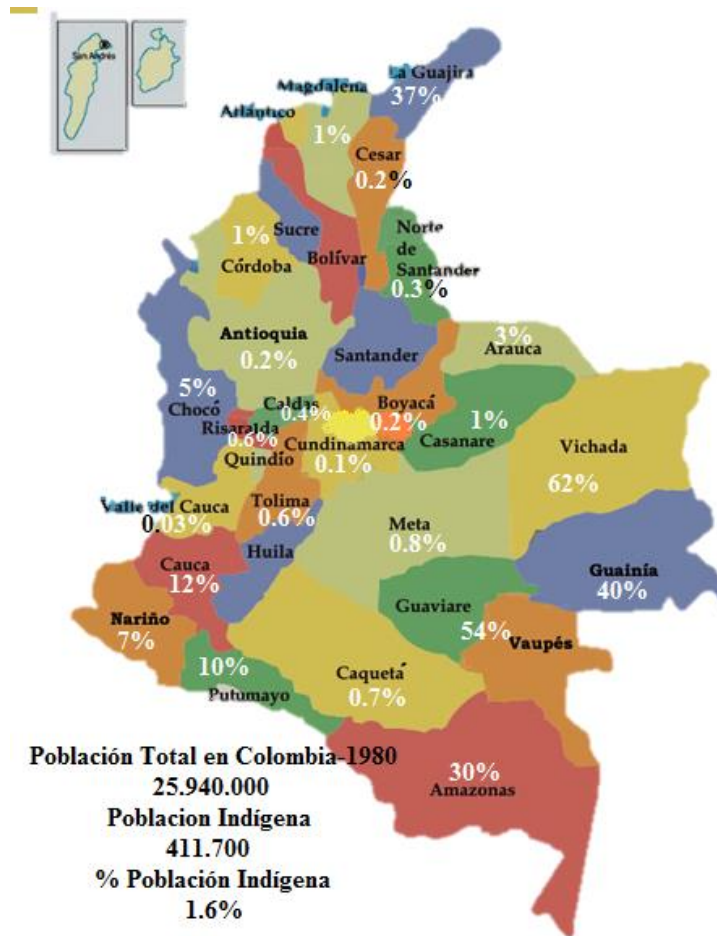 San Andrés
La Guajira
37%
Magdalena
1%
Atlántico
Cesar
0.2%
Sucre
Bolívar
Norte
de
Santander
0.3%
1%
Córdoba
Antioquia
0.2%
Santander
3%
Arauca
5%
Chocó
Caldas
0.4%
Boyacá
0.2%
1%
Casanare
Risaralda
0.6%
Cundinamarca
0.1%
Quindío
Vichada
62%
Valle del Cauca
0.03%
Tolima
0.6%
Meta
0.8%
Huila
Cauca
12%
Guainía
40%
Guaviare
54%
Vaupés
Nariño
7%
10%
Putumayo
Caquetá
0.7%
30%
Amazonas
Población Total en Colombia-1980
25.940.000
Poblacion Indígena
411.700
% Población Indígena
1.6%